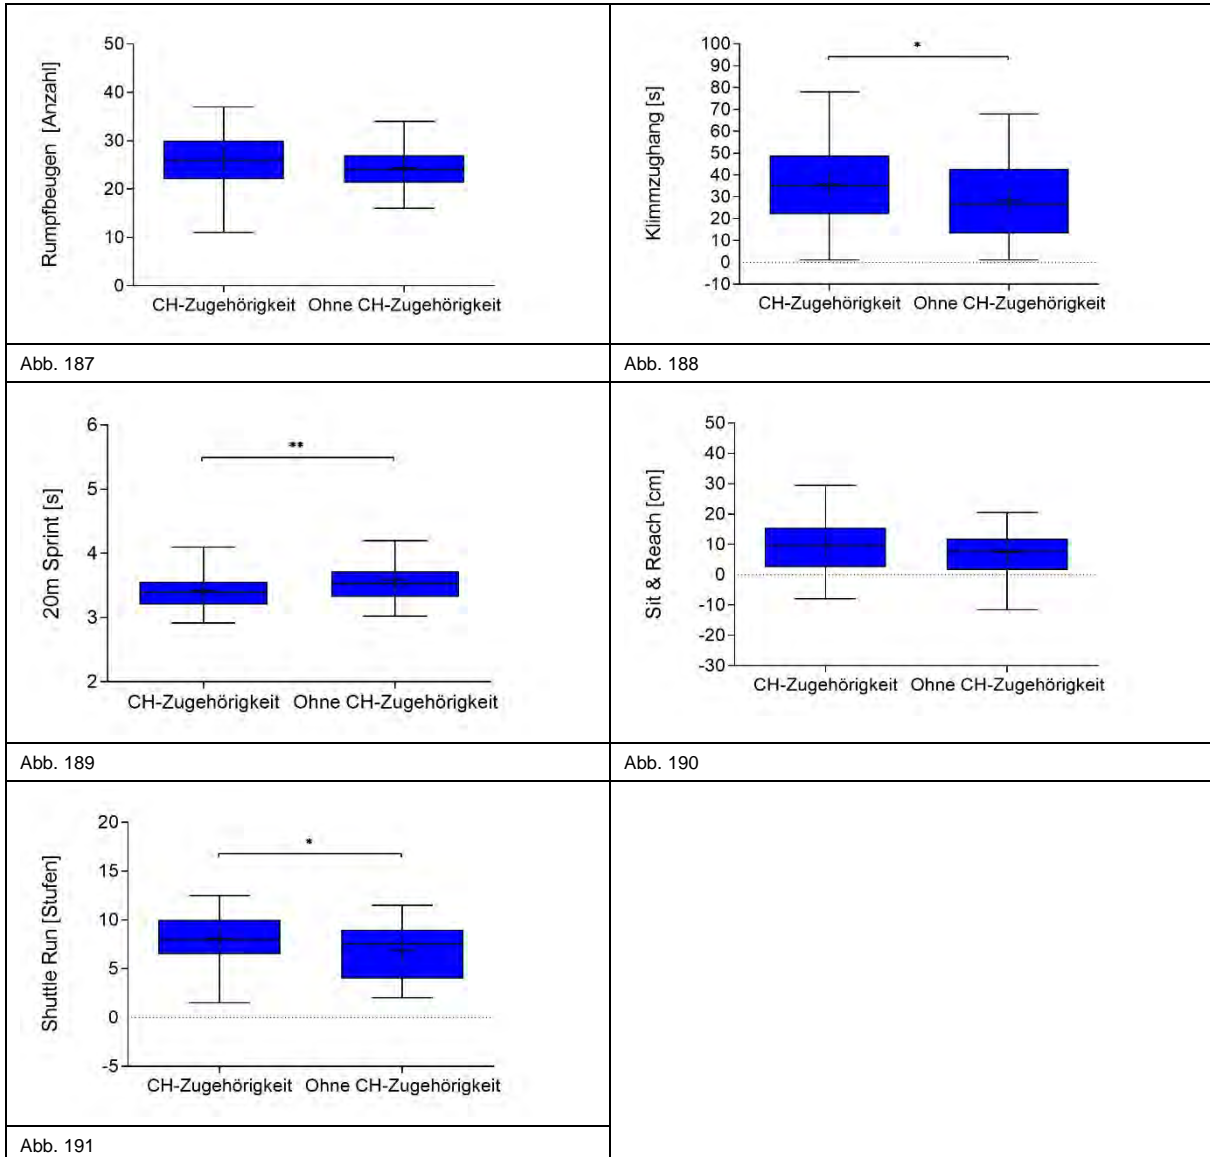 50
40
30
20
10
0
Rumpfbeugen [Anzahl]
CH-Zugehörigkeit Ohne CH-Zugehörigkeit
Abb. 187
100
90
80
70
60
50
40
30
20
10
0
-10
Klimmzughang [s]
*
CH-Zugehörigkeit Ohne CH-Zugehörigkeit
Abb. 188
6
5
4
3
2
20m Sprint [s]
**
CH-Zugehörigkeit Ohne CH-Zugehörigkeit
Abb. 189
50
40
30
20
10
0
-10
-20
-30
Sit & Reach [cm]
CH-Zugehörigkeit Ohne CH-Zugehörigkeit
Abb. 190
20
15
10
5
0
-5
Shuttle Run [Stufen]
*
CH-Zugehörigkeit Ohne CH-Zugehörigkeit
Abb. 191